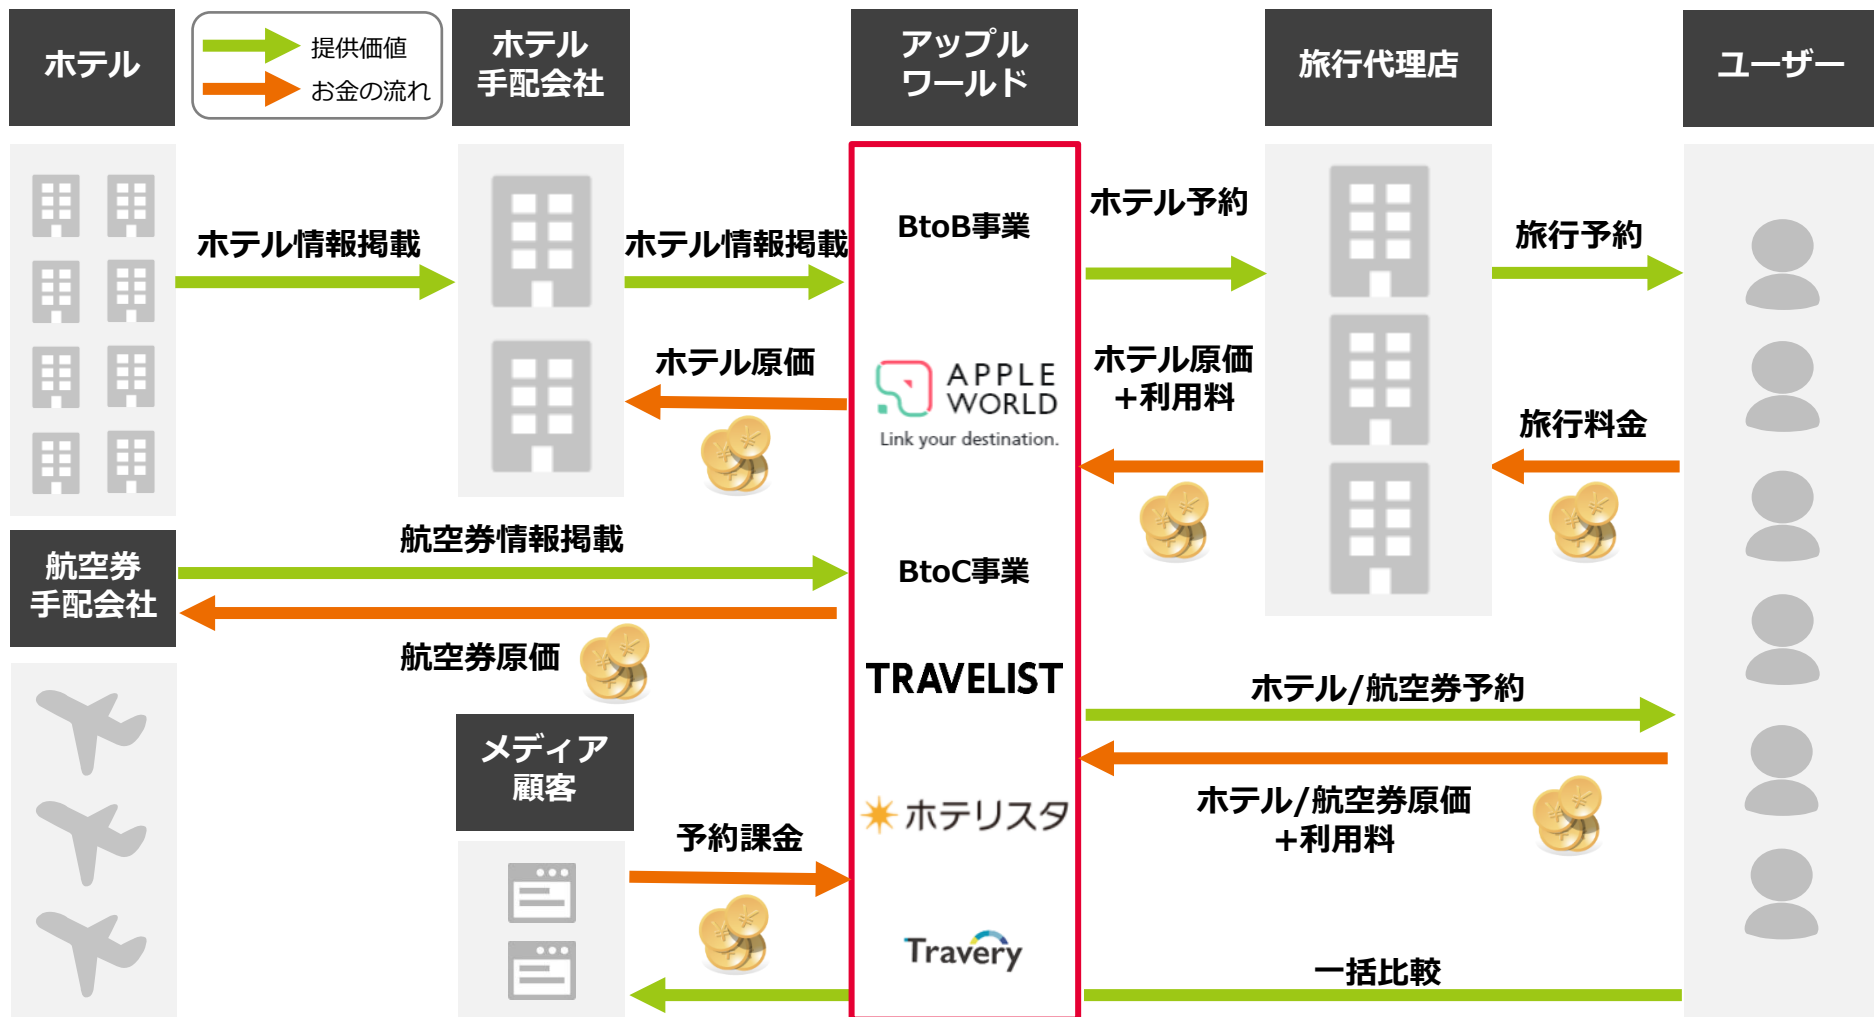 ホテル
提供価値
お金の流れ
ホテル
手配会社
アップル
ワールド
旅行代理店
ユーザー
ホテル情報掲載
ホテル情報掲載
BtoB事業
ホテル予約
旅行予約
ホテル原価
APPLE
WORLD
Link your destination.
ホテル原価
+利用料
旅行料金
航空券
手配会社
航空券情報掲載
BtoC事業
航空券原価
TRAVELIST
ホテル/航空券予約
メディア
顧客
予約課金
ホテリスタ
ホテル/航空券原価
+利用料
Travery
一括比較